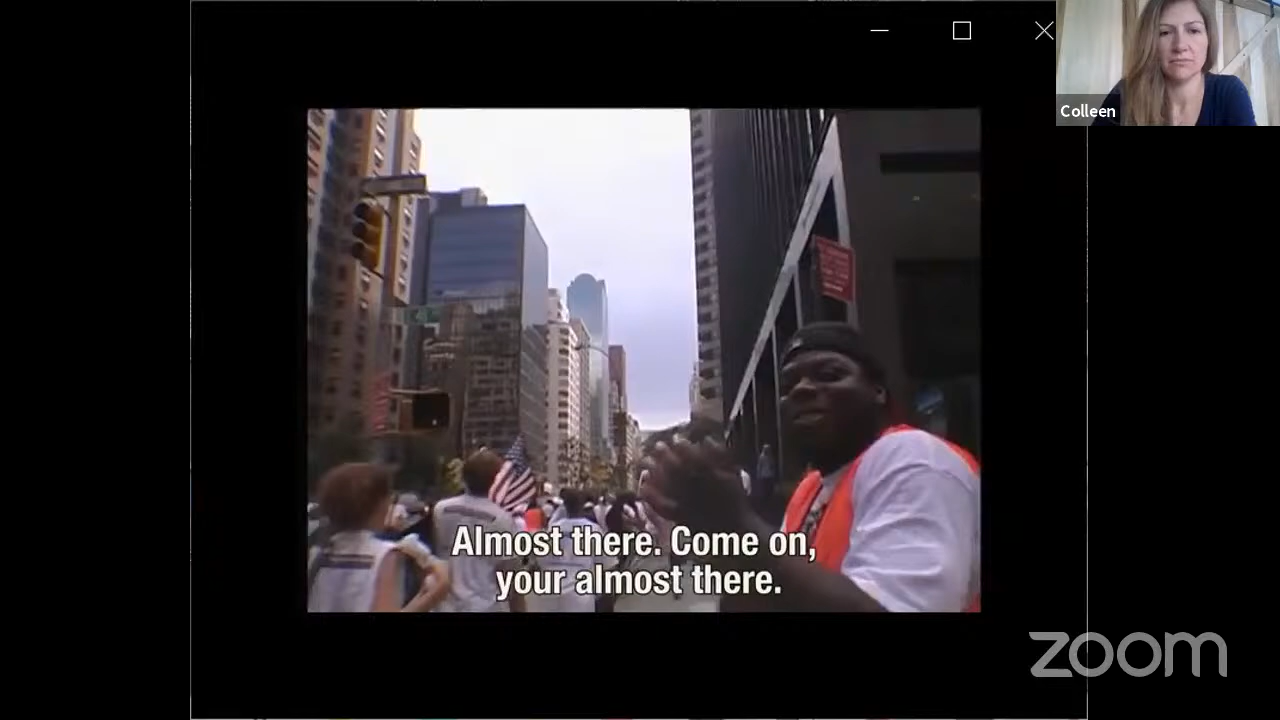 Colleen
Almost there. Come on,
your almost there.
zoom